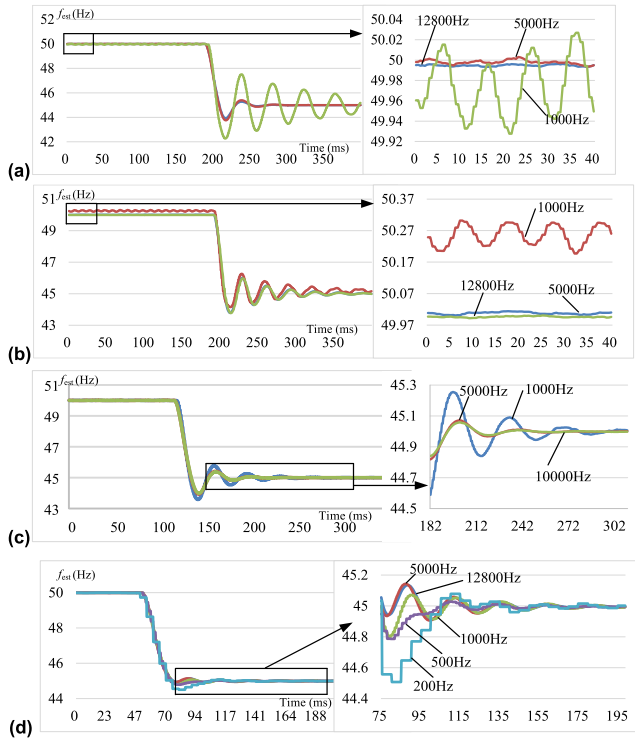 fest (Hz)
52
50
48
46
44
42
0 50 100 150 200 250 300 350
Time (ms)
50.04
50.02
50
49.98
49.96
49.94
49.92
0 5 10 15 20 25 30 35 40
12800Hz
5000Hz
1000Hz
(a)
fest (Hz)
51
49
47
45
43
0 50 100 150 200 250 300 350
Time (ms)
50.37
50.27
50.17
50.07
49.97
0 5 10 15 20 25 30 35 40
1000Hz
12800Hz
5000Hz
(b)
fest (Hz)
51
49
47
45
43
0 50 100 150 200 250 300
Time (ms)
45.3
45.1
44.9
44.7
44.5
182 212 242 272 302
5000Hz
1000Hz
10000Hz
(c)
fest (Hz)
50
48
46
44
0 23 57 94 117 141 164 188
Time (ms)
45.2
45
44.8
44.6
44.4
75 95 115 135 155 175 195
5000Hz
12800Hz
1000Hz
500Hz
200Hz
(d)